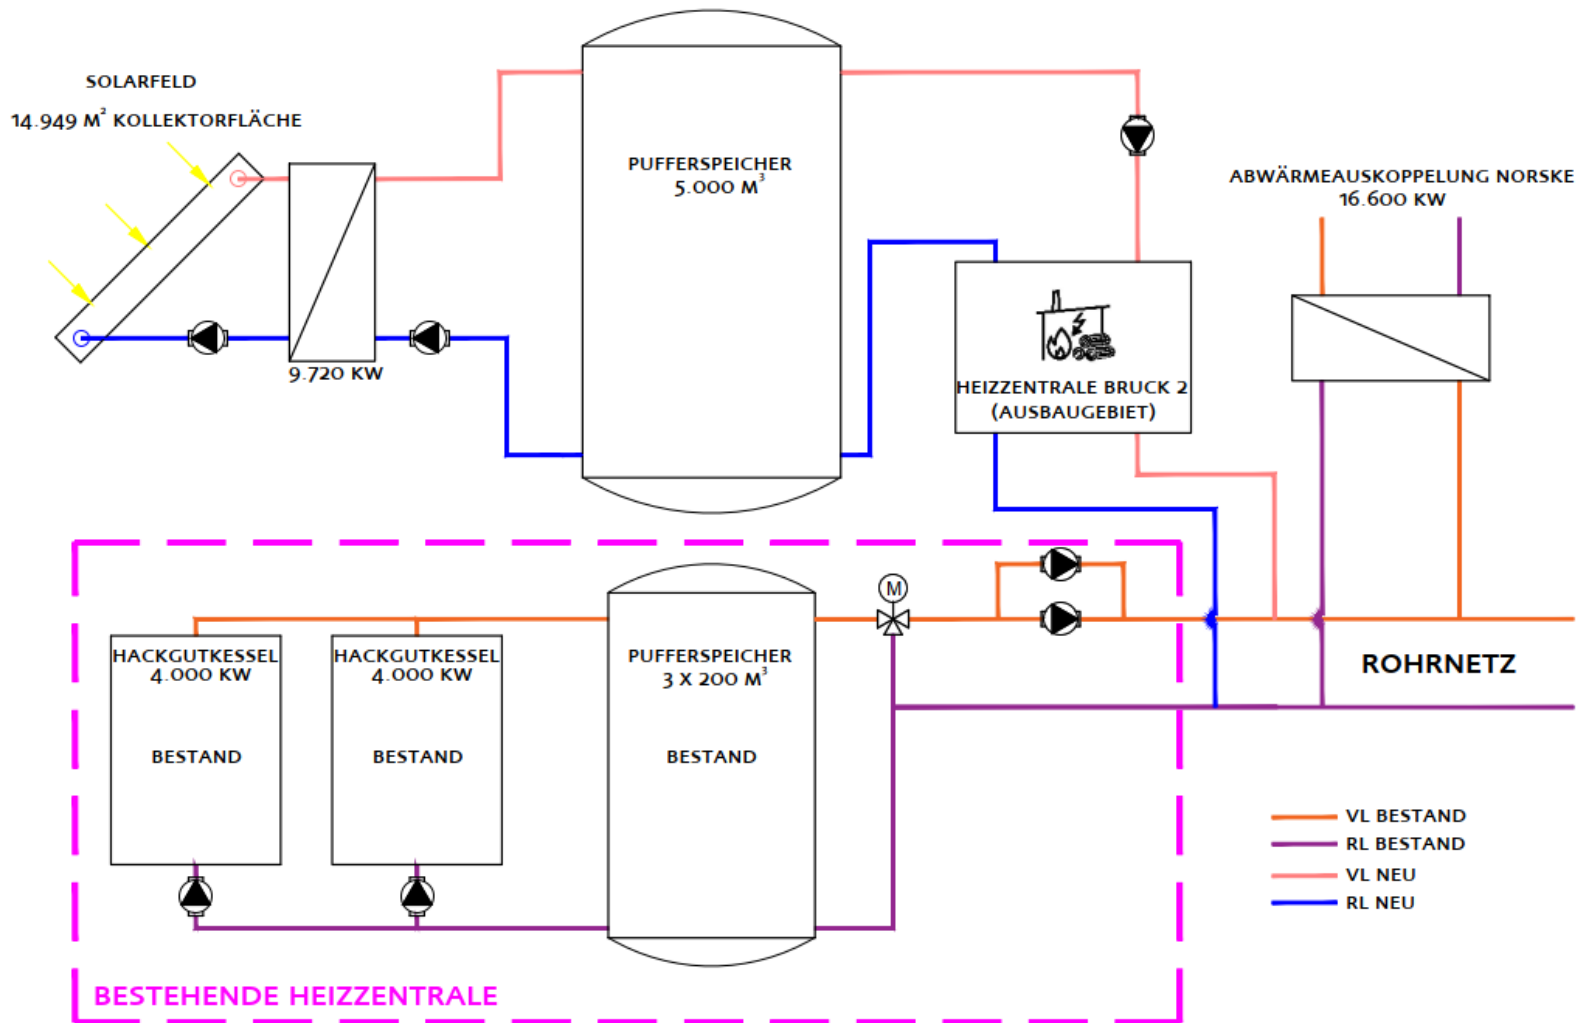 SOLARFELD
14.949 M² KOLLEKTORFLÄCHE
9.720 KW
PUFFERSPEICHER
5.000 M³
ABWÄRMEAUSKOPPELUNG NORSKE
16.600 KW
HEIZZENTRALE BRUCK 2
(AUSBAUGEBIET)
HACKGUTKESSEL
4.000 KW
BESTAND
HACKGUTKESSEL
4.000 KW
BESTAND
PUFFERSPEICHER
3 X 200 M³
BESTAND
M
ROHRNETZ
VL BESTAND
RL BESTAND
VL NEU
RL NEU
BESTEHENDE HEIZZENTRALE